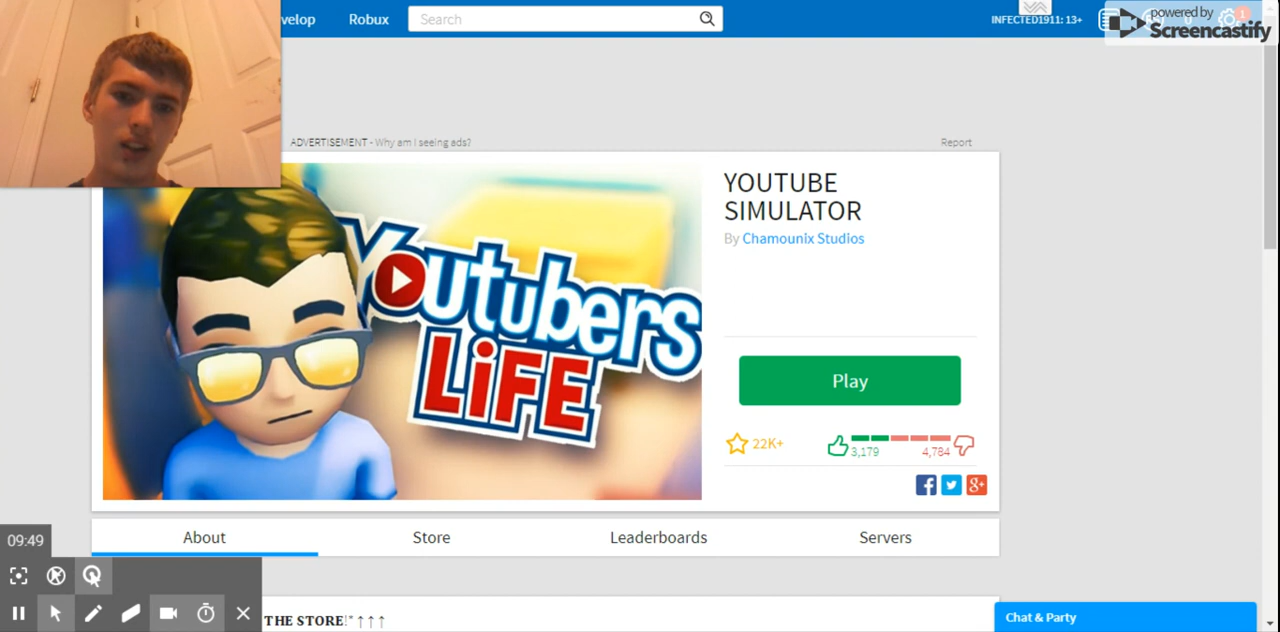 velop
Robux
Search
INFECTED1911: 13+
1
powered by
Screencastify
ADVERTISEMENT - Why am I seeing ads?
Report
Youtubers
LiFE
YOUTUBE
SIMULATOR
By Chamounix Studios
Play
22K+
3,179
4,784
About
Store
Leaderboards
Servers
09:49
THE STORE!* ↑ ↑ ↑
Chat & Party